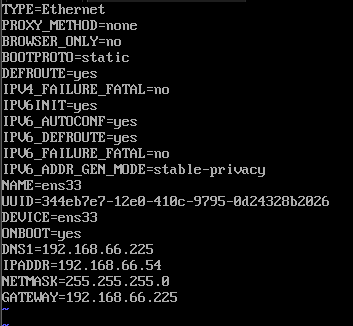 TYPE=Ethernet
PROXY_METHOD=none
BROWSER_ONLY=no
BOOTPROTO=static
DEFROUTE=yes
IPV4_FAILURE_FATAL=no
IPV6INIT=yes
IPV6_AUTOCONF=yes
IPV6_DEFROUTE=yes
IPV6_FAILURE_FATAL=no
IPV6_ADDR_GEN_MODE=stable-privacy
NAME=ens33
UUID=344eb7e7-12e0-410c-9795-0d24328b2026
DEVICE=ens33
ONBOOT=yes
DNS1=192.168.66.225
IPADDR=192.168.66.54
NETMASK=255.255.255.0
GATEWAY=192.168.66.225
~
~